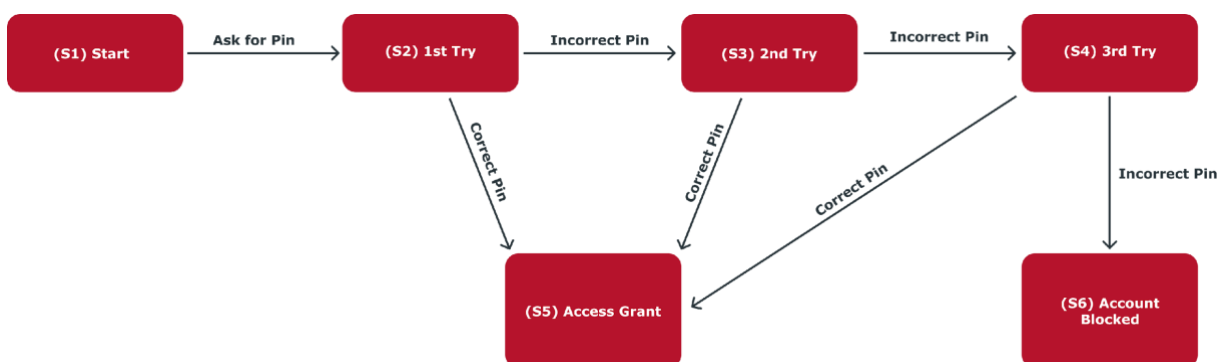 (S1) Start
Ask for Pin
(S2) 1st Try
Incorrect Pin
(S3) 2nd Try
Incorrect Pin
(S4) 3rd Try
Correct Pin
Correct Pin
Correct Pin
Incorrect Pin
(S5) Access Grant
(S6) Account
Blocked